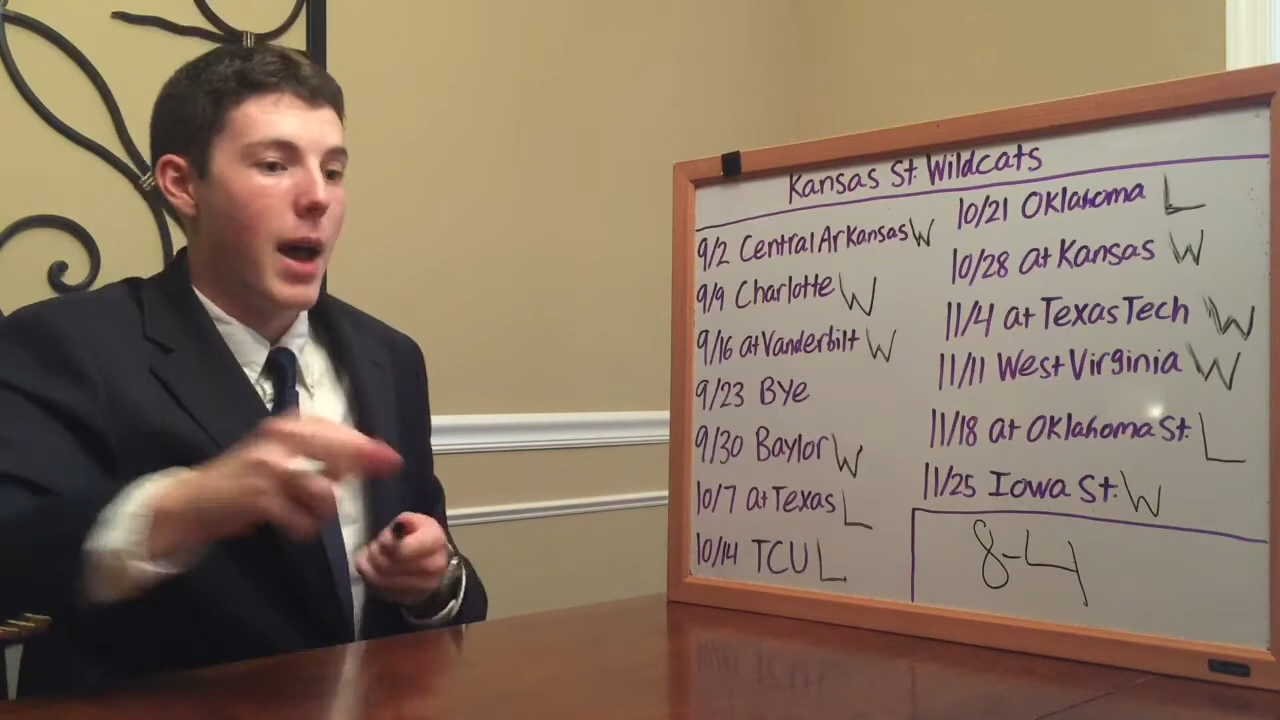 Kansas St. Wildcats
9/2 Central Arkansas W
9/9 Charlotte W
9/16 at Vanderbilt W
9/23 Bye
9/30 Baylor W
10/7 at Texas L
10/14 TCU L
10/21 Oklahoma L
10/28 at Kansas W
11/4 at Texas Tech W
11/11 West Virginia W
11/18 at Oklahoma St. L
11/25 Iowa St. W
8-4